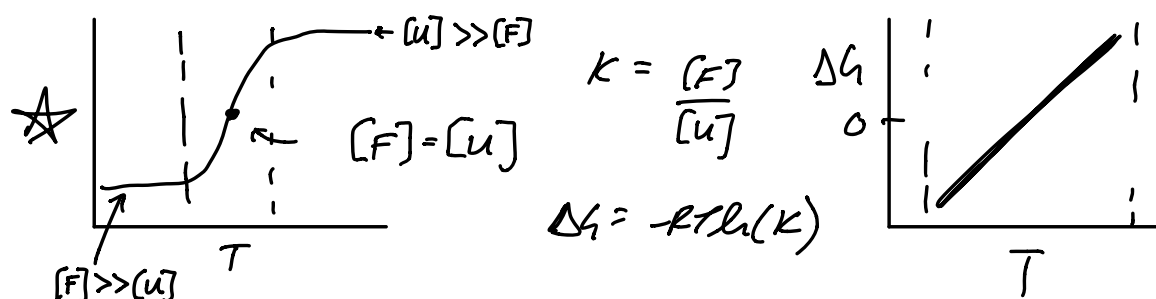 [U] >> [F]
[F] = [U]
T
[F] >> [U]
K = [F]/[U]
ΔG = -RTln(K)
ΔG
0
T